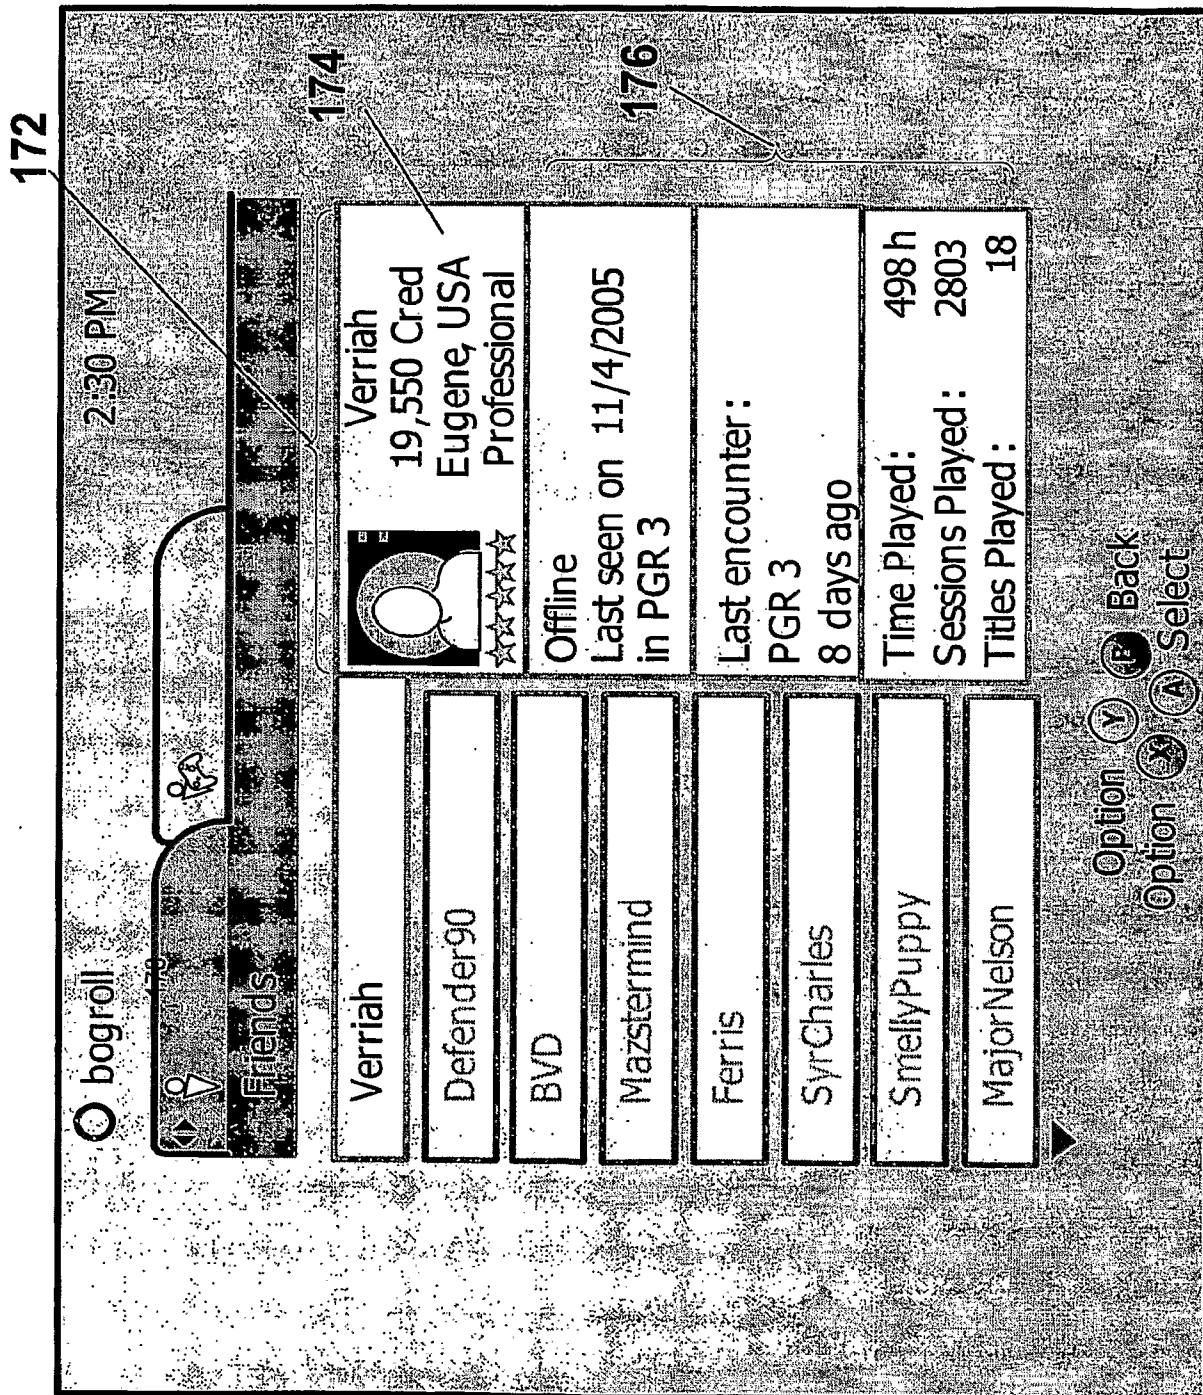 172
bogroll
2:30 PM
Friends
Verriah
Defender90
BVD
Mazstermind
Ferris
SyrCharles
SmellyPuppy
MajorNelson
Verriah
19,550 Cred
Eugene, USA
Professional
174
Offline
Last seen on 11/4/2005
in PGR 3
Last encounter:
PGR 3
8 days ago
176
Time Played: 498 h
Sessions Played: 2803
Titles Played: 18
Option Y B Back
Option X A Select